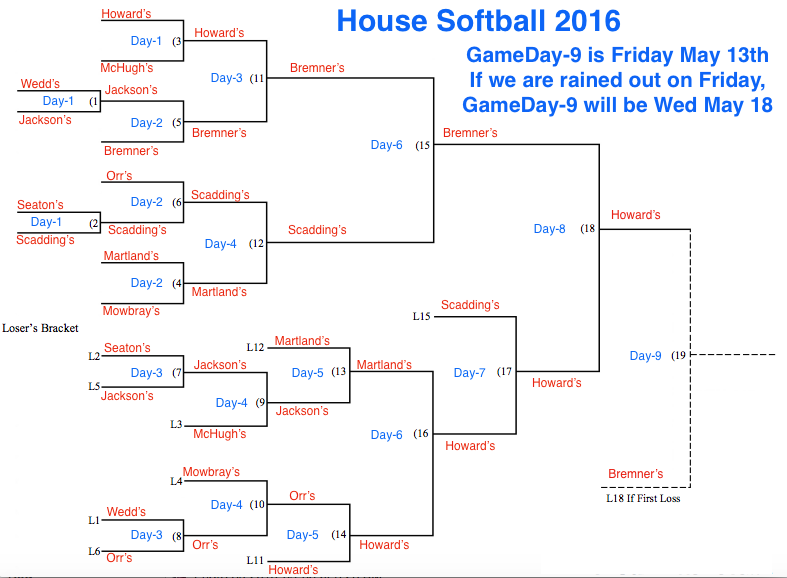 House Softball 2016
GameDay-9 is Friday May 13th
If we are rained out on Friday,
GameDay-9 will be Wed May 18
Howard's
Day-1 (3
Howard's
McHugh's
Day-3 (11
Bremner's
Wedd's
Day-1 (1
Jackson's
Jackson's
Day-2 (5
Bremner's
Bremner's
Day-6 (15
Bremner's
Orr's
Day-2 (6
Scadding's
Seaton's
Day-1 (2
Scadding's
Scadding's
Day-4 (12
Scadding's
Martland's
Day-2 (4
Martland's
Mowbray's
Day-8 (18
Howard's
Loser's Bracket
L2 Seaton's
Day-3 (7
L5 Jackson's
Jackson's
Day-4 (9
L3 McHugh's
L12 Martland's
Day-5 (13
Jackson's
Martland's
Day-6 (16
L15 Scadding's
Day-7 (17
Howard's
Howard's
Day-9 (19
L4 Mowbray's
Day-4 (10
Orr's
L1 Wedd's
Day-3 (8
L6 Orr's
Orr's
Day-5 (14
L11 Howard's
Howard's
Bremner's
L18 If First Loss